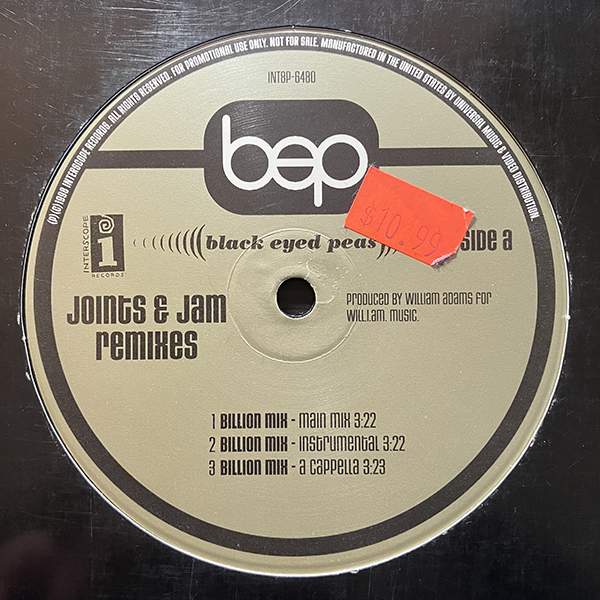 (P)(C)1998 INTERSCOPE RECORDS. ALL RIGHTS RESERVED. FOR PROMOTIONAL USE ONLY. NOT FOR SALE. MANUFACTURED IN THE UNITED STATES BY UNIVERSAL MUSIC & VIDEO DISTRIBUTION.
INT8P-6480
bep
$10.99
INTERSCOPE
i
RECORDS
black eyed peas
SIDE a
JOINTS & JAM
remixes
PRODUCED BY WILLIAM ADAMS FOR
WILL.I.AM. MUSIC.
1 BILLION MIX - MAIN MIX 3:22
2 BILLION MIX - INSTRUMENTAL 3:22
3 BILLION MIX - A CAPPELLA 3:23